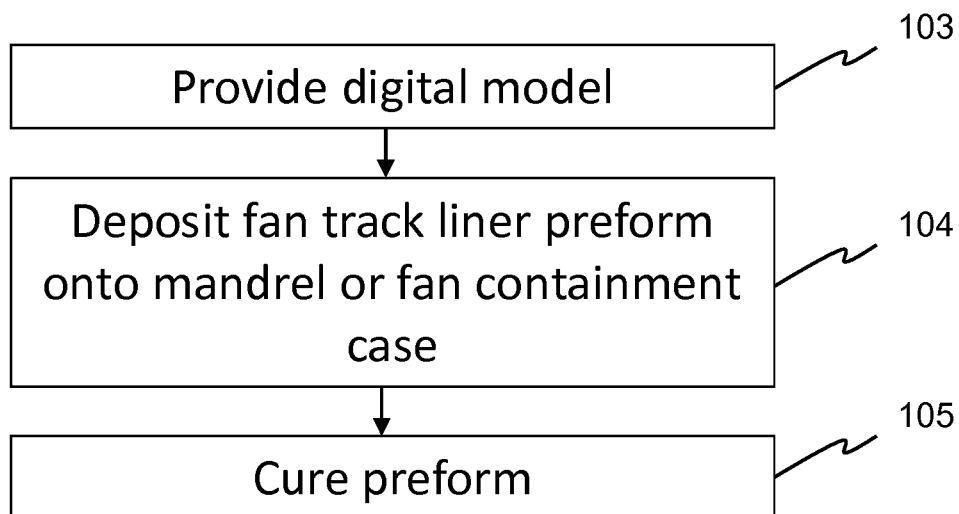 103
Provide digital model
Deposit fan track liner preform
onto mandrel or fan containment
case
104
Cure preform
105